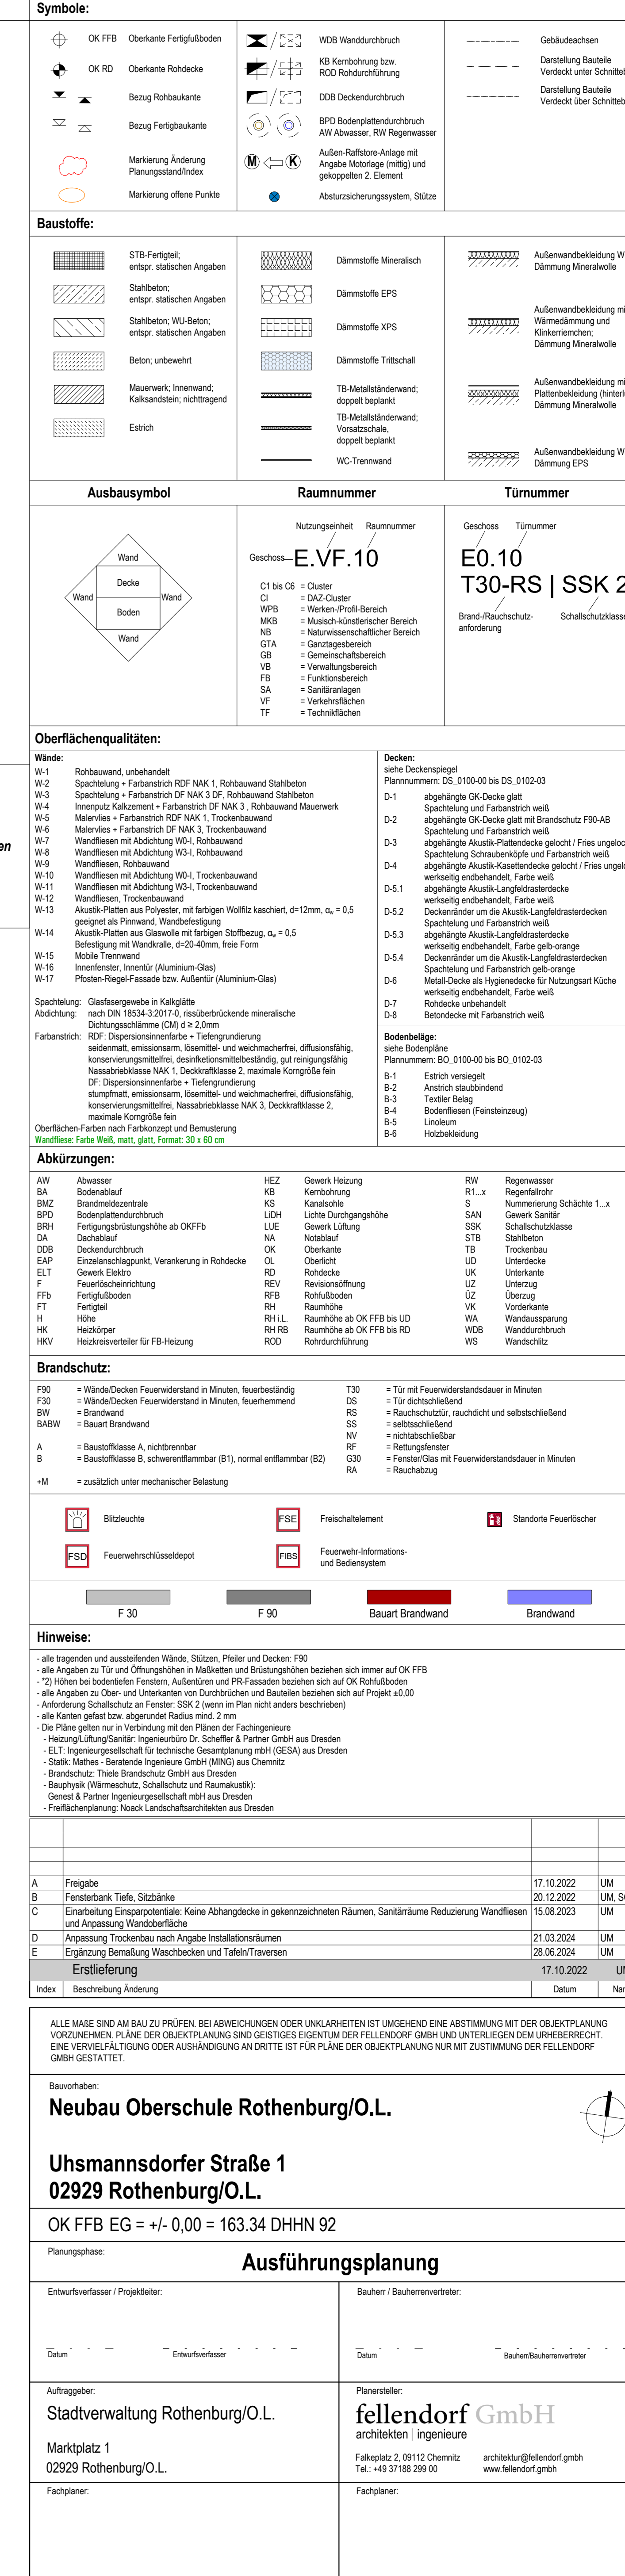 Symbole:
OK FFB Oberkante Fertigfußboden
OK RD Oberkante Rohdecke
Bezug Rohbaukante
Bezug Fertigbaukante
Markierung Änderung
Planungsstand/Index
Markierung offene Punkte
WDB Wanddurchbruch
KB Kernbohrung bzw.
ROD Rohdurchführung
DDB Deckendurchbruch
BPD Bodenplattendurchbruch
AW Abwasser, RW Regenwasser
M K
Außen-Raffstore-Anlage mit
Angabe Motorlage (mittig) und
gekoppelten 2. Element
Absturzsicherungssystem, Stütze
Gebäudeachsen
Darstellung Bauteile
Verdeckt unter Schnitteb
Darstellung Bauteile
Verdeckt über Schnitteb
Baustoffe:
STB-Fertigteil;
entspr. statischen Angaben
Stahlbeton;
entspr. statischen Angaben
Stahlbeton; WU-Beton;
entspr. statischen Angaben
Beton; unbewehrt
Mauerwerk; Innenwand;
Kalksandstein; nichttragend
Estrich
Dämmstoffe Mineralisch
Dämmstoffe EPS
Dämmstoffe XPS
Dämmstoffe Trittschall
TB-Metallständerwand;
doppelt beplankt
TB-Metallständerwand;
Vorsatzschale,
doppelt beplankt
WC-Trennwand
Außenwandbekleidung W
Dämmung Mineralwolle
Außenwandbekleidung mi
Wärmedämmung und
Klinkerriemchen;
Dämmung Mineralwolle
Außenwandbekleidung mi
Plattenbekleidung (hinterlü
Dämmung Mineralwolle
Außenwandbekleidung W
Dämmung EPS
Ausbausymbol
Wand
Decke
Wand Wand
Boden
Wand
Raumnummer
Nutzungseinheit Raumnummer
Geschoss E.VF.10
C1 bis C6 = Cluster
CI = DAZ-Cluster
WPB = Werken-/Profil-Bereich
MKB = Musisch-künstlerischer Bereich
NB = Naturwissenschaftlicher Bereich
GTA = Ganztagesbereich
GB = Gemeinschaftsbereich
VB = Verwaltungsbereich
FB = Funktionsbereich
SA = Sanitäranlagen
VF = Verkehrsflächen
TF = Technikflächen
Türnummer
Geschoss Türnummer
E0.10
T30-RS | SSK 2
Brand-/Rauchschutz-
anforderung
Schallschutzklasse
Oberflächenqualitäten:
Wände:
W-1 Rohbauwand, unbehandelt
W-2 Spachtelung + Farbanstrich RDF NAK 1, Rohbauwand Stahlbeton
W-3 Spachtelung + Farbanstrich DF NAK 3 DF, Rohbauwand Stahlbeton
W-4 Innenputz Kalkzement + Farbanstrich DF NAK 3 , Rohbauwand Mauerwerk
W-5 Malervlies + Farbanstrich RDF NAK 1, Trockenbauwand
W-6 Malervlies + Farbanstrich DF NAK 3, Trockenbauwand
W-7 Wandfliesen mit Abdichtung W0-I, Rohbauwand
W-8 Wandfliesen mit Abdichtung W3-I, Rohbauwand
W-9 Wandfliesen, Rohbauwand
W-10 Wandfliesen mit Abdichtung W0-I, Trockenbauwand
W-11 Wandfliesen mit Abdichtung W3-I, Trockenbauwand
W-12 Wandfliesen, Trockenbauwand
W-13 Akustik-Platten aus Polyester, mit farbigen Wollfilz kaschiert, d=12mm, αw = 0,5
geeignet als Pinnwand, Wandbefestigung
W-14 Akustik-Platten aus Glaswolle mit farbigen Stoffbezug, αw = 0,5
Befestigung mit Wandkralle, d=20-40mm, freie Form
W-15 Mobile Trennwand
W-16 Innenfenster, Innentür (Aluminium-Glas)
W-17 Pfosten-Riegel-Fassade bzw. Außentür (Aluminium-Glas)
Spachtelung: Glasfasergewebe in Kalkglätte
Abdichtung: nach DIN 18534-3:2017-0, rissüberbrückende mineralische
Dichtungsschlämme (CM) d ≥ 2,0mm
Farbanstrich: RDF: Dispersionsinnenfarbe + Tiefengrundierung
seidenmatt, emissionsarm, lösemittel- und weichmacherfrei, diffusionsfähig,
konservierungsmittelfrei, desinfketionsmittelbeständig, gut reinigungsfähig
Nassabriebklasse NAK 1, Deckkraftklasse 2, maximale Korngröße fein
DF: Dispersionsinnenfarbe + Tiefengrundierung
stumpfmatt, emissionsarm, lösemittel- und weichmacherfrei, diffusionsfähig,
konservierungsmittelfrei, Nassabriebklasse NAK 3, Deckkraftklasse 2,
maximale Korngröße fein
Oberflächen-Farben nach Farbkonzept und Bemusterung
Wandfliese: Farbe Weiß, matt, glatt, Format: 30 x 60 cm
en
Decken:
siehe Deckenspiegel
Plannnummern: DS_0100-00 bis DS_0102-03
D-1 abgehängte GK-Decke glatt
Spachtelung und Farbanstrich weiß
D-2 abgehängte GK-Decke glatt mit Brandschutz F90-AB
Spachtelung und Farbanstrich weiß
D-3 abgehängte Akustik-Plattendecke gelocht / Fries ungeloc
Spachtelung Schraubenköpfe und Farbanstrich weiß
D-4 abgehängte Akustik-Kasettendecke gelocht / Fries ungelo
werkseitig endbehandelt, Farbe weiß
D-5.1 abgehängte Akustik-Langfeldrasterdecke
werkseitig endbehandelt, Farbe weiß
D-5.2 Deckenränder um die Akustik-Langfeldrasterdecken
Spachtelung und Farbanstrich weiß
D-5.3 abgehängte Akustik-Langfeldrasterdecke
werkseitig endbehandelt, Farbe gelb-orange
D-5.4 Deckenränder um die Akustik-Langfeldrasterdecken
Spachtelung und Farbanstrich gelb-orange
D-6 Metall-Decke als Hygienedecke für Nutzungsart Küche
werkseitig endbehandelt, Farbe weiß
D-7 Rohdecke unbehandelt
D-8 Betondecke mit Farbanstrich weiß
Bodenbeläge:
siehe Bodenpläne
Plannummern: BO_0100-00 bis BO_0102-03
B-1 Estrich versiegelt
B-2 Anstrich staubbindend
B-3 Textiler Belag
B-4 Bodenfliesen (Feinsteinzeug)
B-5 Linoleum
B-6 Holzbekleidung
Abkürzungen:
AW Abwasser
BA Bodenablauf
BMZ Brandmeldezentrale
BPD Bodenplattendurchbruch
BRH Fertigungsbrüstungshöhe ab OKFFb
DA Dachablauf
DDB Deckendurchbruch
EAP Einzelanschlagpunkt, Verankerung in Rohdecke
ELT Gewerk Elektro
F Feuerlöscheinrichtung
FFb Fertigfußboden
FT Fertigteil
H Höhe
HK Heizkörper
HKV Heizkreisverteiler für FB-Heizung
HEZ Gewerk Heizung
KB Kernbohrung
KS Kanalsohle
LiDH Lichte Durchgangshöhe
LUE Gewerk Lüftung
NA Notablauf
OK Oberkante
OL Oberlicht
RD Rohdecke
REV Revisionsöffnung
RFB Rohfußboden
RH Raumhöhe
RH i.L. Raumhöhe ab OK FFB bis UD
RH RB Raumhöhe ab OK FFB bis RD
ROD Rohrdurchführung
RW Regenwasser
R1...x Regenfallrohr
S Nummerierung Schächte 1...x
SAN Gewerk Sanitär
SSK Schallschutzklasse
STB Stahlbeton
TB Trockenbau
UD Unterdecke
UK Unterkante
UZ Unterzug
ÜZ Überzug
VK Vorderkante
WA Wandaussparung
WDB Wanddurchbruch
WS Wandschlitz
Brandschutz:
F90 = Wände/Decken Feuerwiderstand in Minuten, feuerbeständig
F30 = Wände/Decken Feuerwiderstand in Minuten, feuerhemmend
BW = Brandwand
BABW = Bauart Brandwand
A = Baustoffklasse A, nichtbrennbar
B = Baustoffklasse B, schwerentflammbar (B1), normal entflammbar (B2)
+M = zusätzlich unter mechanischer Belastung
T30 = Tür mit Feuerwiderstandsdauer in Minuten
DS = Tür dichtschließend
RS = Rauchschutztür, rauchdicht und selbstschließend
SS = selbtsschließend
NV = nichtabschließbar
RF = Rettungsfenster
G30 = Fenster/Glas mit Feuerwiderstandsdauer in Minuten
RA = Rauchabzug
Blitzleuchte
FSE Freischaltelement
Standorte Feuerlöscher
FSD Feuerwehrschlüsseldepot
FIBS Feuerwehr-Informations-
und Bediensystem
F 30 F 90 Bauart Brandwand Brandwand
Hinweise:
- alle tragenden und aussteifenden Wände, Stützen, Pfeiler und Decken: F90
- alle Angaben zu Tür und Öffnungshöhen in Maßketten und Brüstungshöhen beziehen sich immer auf OK FFB
- *2) Höhen bei bodentiefen Fenstern, Außentüren und PR-Fassaden beziehen sich auf OK Rohfußboden
- alle Angaben zu Ober- und Unterkanten von Durchbrüchen und Bauteilen beziehen sich auf Projekt ±0,00
- Anforderung Schallschutz an Fenster: SSK 2 (wenn im Plan nicht anders beschrieben)
- alle Kanten gefast bzw. abgerundet Radius mind. 2 mm
- Die Pläne gelten nur in Verbindung mit den Plänen der Fachingenieure
- Heizung/Lüftung/Sanitär: Ingenieurbüro Dr. Scheffler & Partner GmbH aus Dresden
- ELT: Ingenieurgesellschaft für technische Gesamtplanung mbH (GESA) aus Dresden
- Statik: Mathes - Beratende Ingenieure GmbH (MING) aus Chemnitz
- Brandschutz: Thiele Brandschutz GmbH aus Dresden
- Bauphysik (Wärmeschutz, Schallschutz und Raumakustik):
Genest & Partner Ingenieurgesellschaft mbH aus Dresden
- Freiflächenplanung: Noack Landschaftsarchitekten aus Dresden
A Freigabe 17.10.2022 UM
B Fensterbank Tiefe, Sitzbänke 20.12.2022 UM, S
C Einarbeitung Einsparpotentiale: Keine Abhangdecke in gekennzeichneten Räumen, Sanitärräume Reduzierung Wandfliesen 15.08.2023 UM
und Anpassung Wandoberfläche
D Anpassung Trockenbau nach Angabe Installationsräumen 21.03.2024 UM
E Ergänzung Bemaßung Waschbecken und Tafeln/Traversen 28.06.2024 UM
Erstlieferung 17.10.2022 UM
Index Beschreibung Änderung Datum Nar
ALLE MAßE SIND AM BAU ZU PRÜFEN. BEI ABWEICHUNGEN ODER UNKLARHEITEN IST UMGEHEND EINE ABSTIMMUNG MIT DER OBJEKTPLANUNG
VORZUNEHMEN. PLÄNE DER OBJEKTPLANUNG SIND GEISTIGES EIGENTUM DER FELLENDORF GMBH UND UNTERLIEGEN DEM URHEBERRECHT.
EINE VERVIELFÄLTIGUNG ODER AUSHÄNDIGUNG AN DRITTE IST FÜR PLÄNE DER OBJEKTPLANUNG NUR MIT ZUSTIMMUNG DER FELLENDORF
GMBH GESTATTET.
Bauvorhaben:
Neubau Oberschule Rothenburg/O.L.
Uhsmannsdorfer Straße 1
02929 Rothenburg/O.L.
OK FFB EG = +/- 0,00 = 163.34 DHHN 92
Planungsphase:
Ausführungsplanung
Entwurfsverfasser / Projektleiter:
Datum Entwurfsverfasser
Bauherr / Bauherrenvertreter:
Datum Bauherr/Bauherrenvertreter
Auftraggeber:
Stadtverwaltung Rothenburg/O.L.
Marktplatz 1
02929 Rothenburg/O.L.
Planersteller:
fellendorf GmbH
architekten | ingenieure
Falkeplatz 2, 09112 Chemnitz architektur@fellendorf.gmbh
Tel.: +49 37188 299 00 www.fellendorf.gmbh
Fachplaner: Fachplaner: